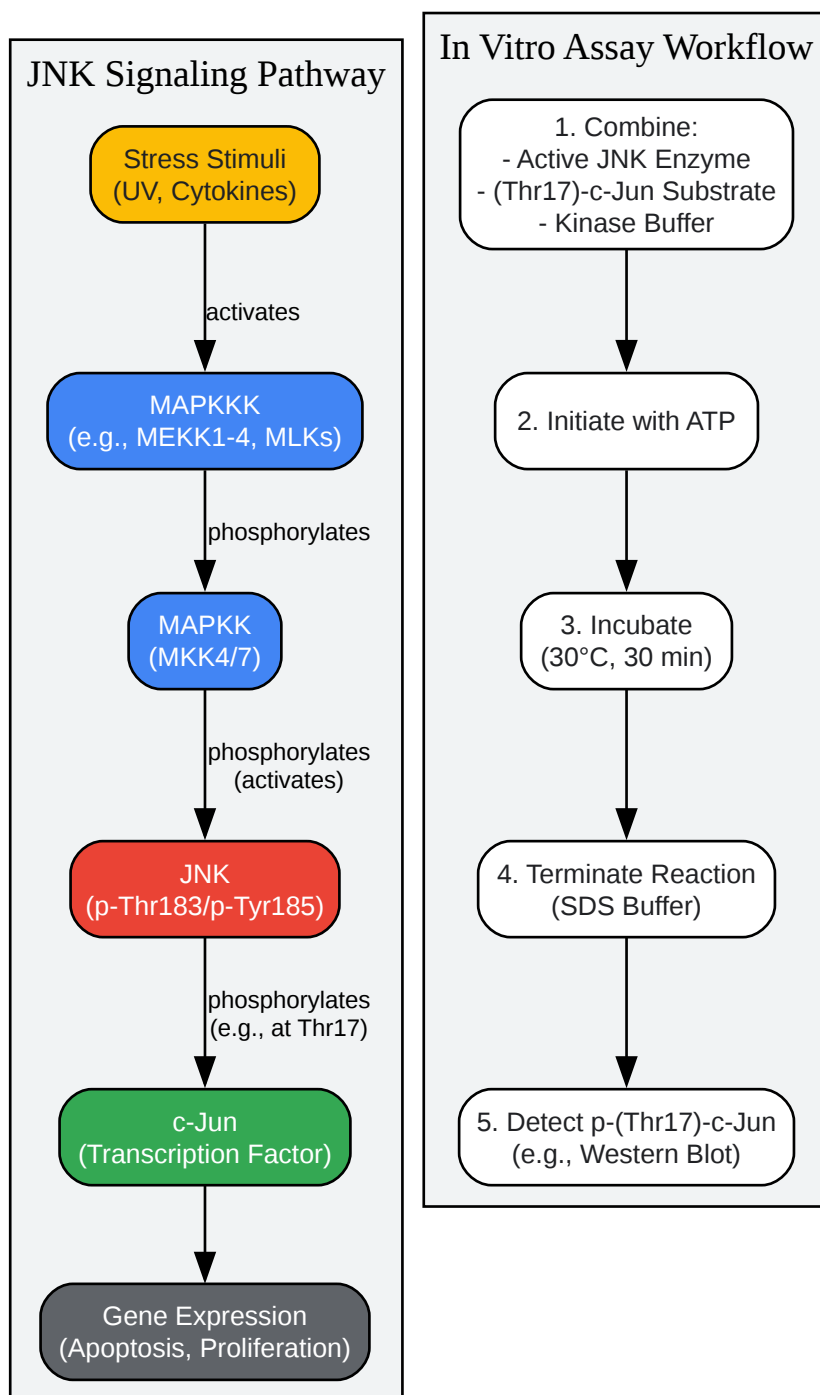 JNK Signaling Pathway
Stress Stimuli
(UV, Cytokines)
activates
MAPKKK
(e.g., MEKK1-4, MLKs)
phosphorylates
MAPKK
(MKK4/7)
phosphorylates
(activates)
JNK
(p-Thr183/p-Tyr185)
phosphorylates
(e.g., at Thr17)
c-Jun
(Transcription Factor)
Gene Expression
(Apoptosis, Proliferation)
In Vitro Assay Workflow
1. Combine:
- Active JNK Enzyme
- (Thr17)-c-Jun Substrate
- Kinase Buffer
2. Initiate with ATP
3. Incubate
(30°C, 30 min)
4. Terminate Reaction
(SDS Buffer)
5. Detect p-(Thr17)-c-Jun
(e.g., Western Blot)